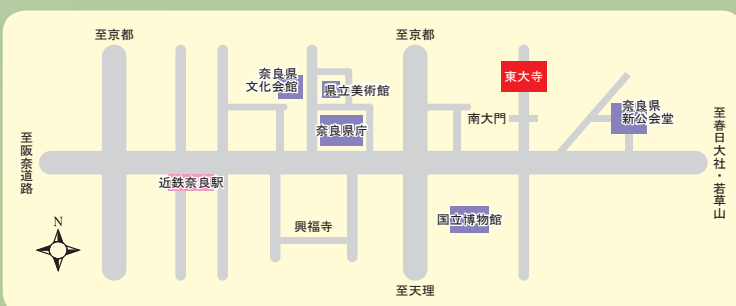 至京都
至京都
奈良県
文化会館
県立美術館
東大寺
奈良県
新公会堂
南大門
奈良県庁
至阪奈道路
至春日大社・若草山
近鉄奈良駅
国立博物館
興福寺
N
至天理